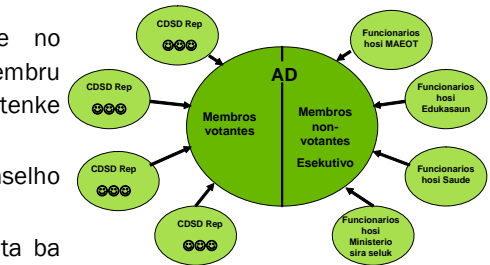 e no
embru
tenke
nselho
ta ba
CDSD Rep
☺☺☺
CDSD Rep
☺☺☺
CDSD Rep
☺☺☺
CDSD Rep
☺☺☺
AD
Membros
votantes
Membros
non-
votantes
Esekutivo
Funcionarios
hosi MAEOT
Funcionarios
hosi
Edukasaun
Funcionarios
hosi Saude
Funcionarios
hosi
Ministerio
sira seluk